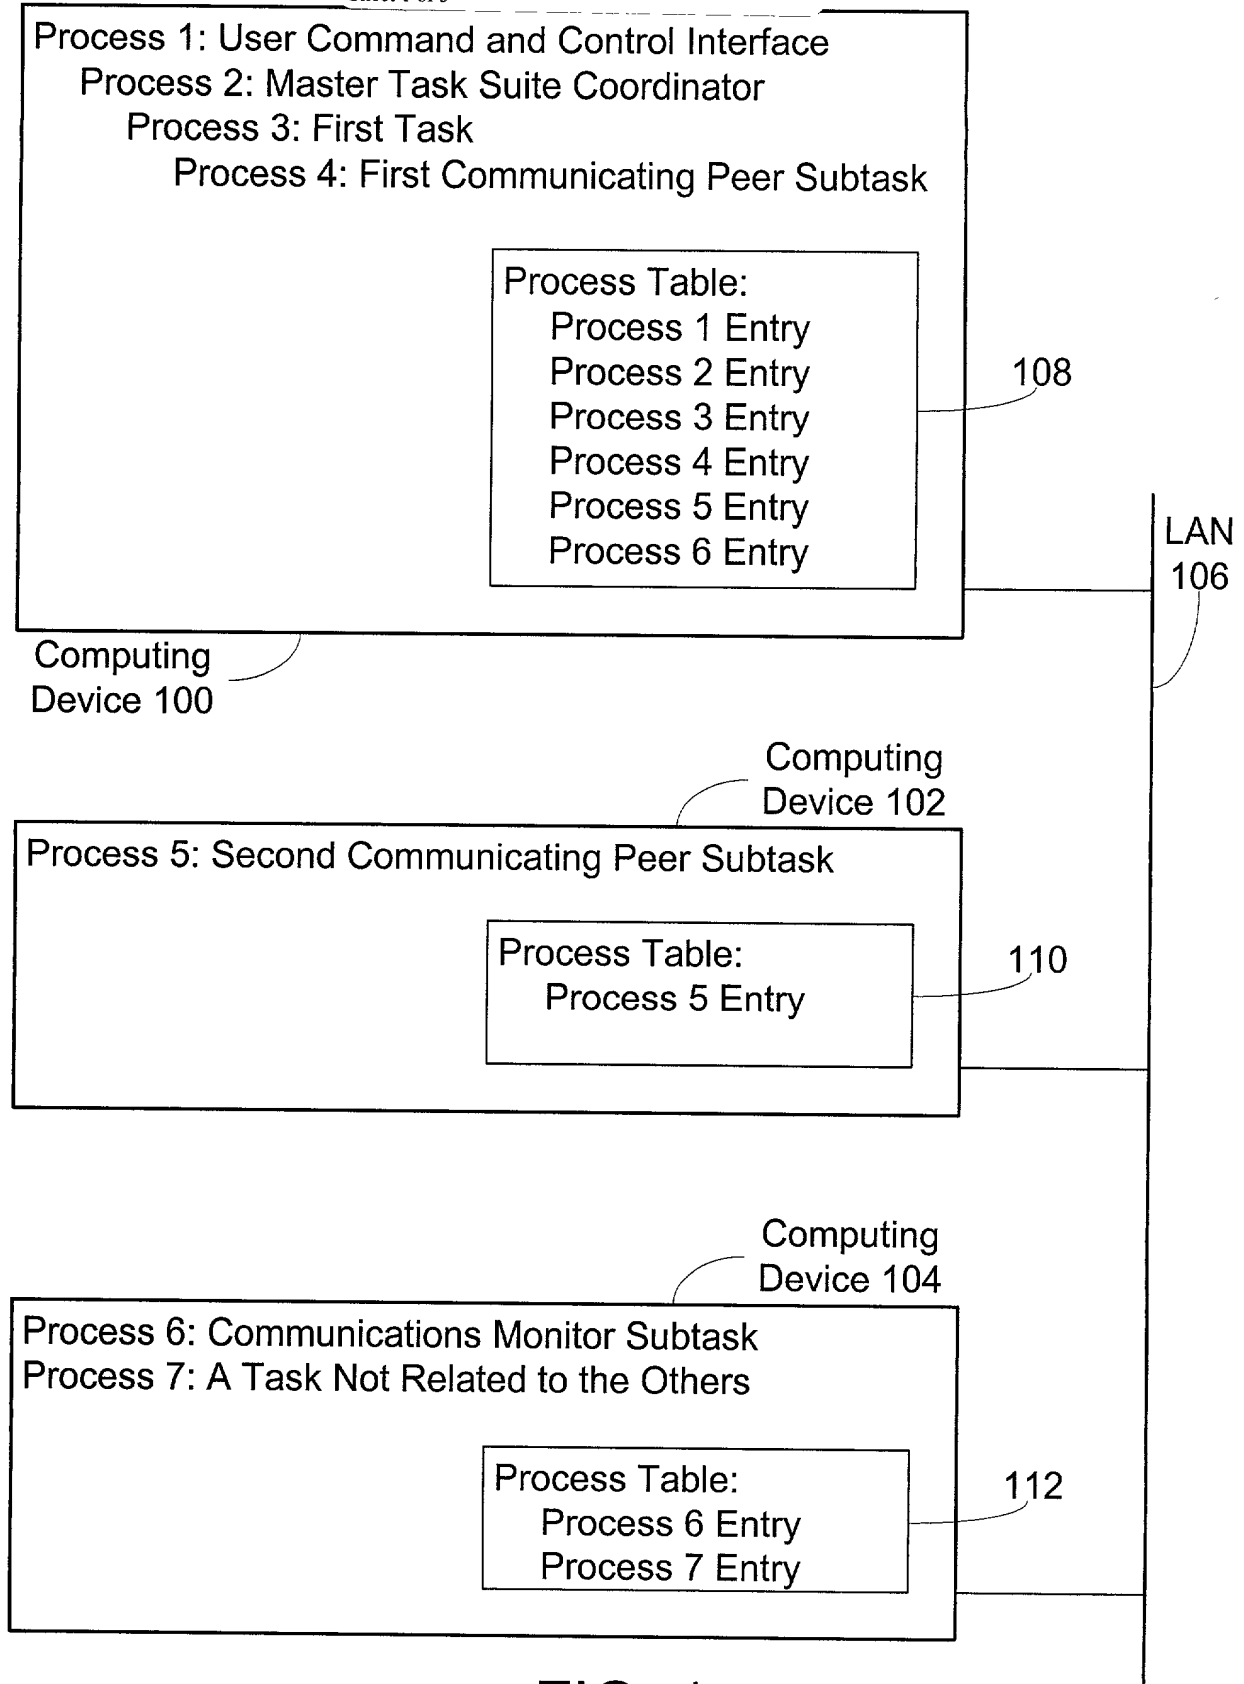 Process 1: User Command and Control Interface
Process 2: Master Task Suite Coordinator
Process 3: First Task
Process 4: First Communicating Peer Subtask
Process Table:
Process 1 Entry
Process 2 Entry
Process 3 Entry
Process 4 Entry
Process 5 Entry
Process 6 Entry
108
LAN
106
Computing
Device 100
Computing
Device 102
Process 5: Second Communicating Peer Subtask
Process Table:
Process 5 Entry
110
Computing
Device 104
Process 6: Communications Monitor Subtask
Process 7: A Task Not Related to the Others
Process Table:
Process 6 Entry
Process 7 Entry
112